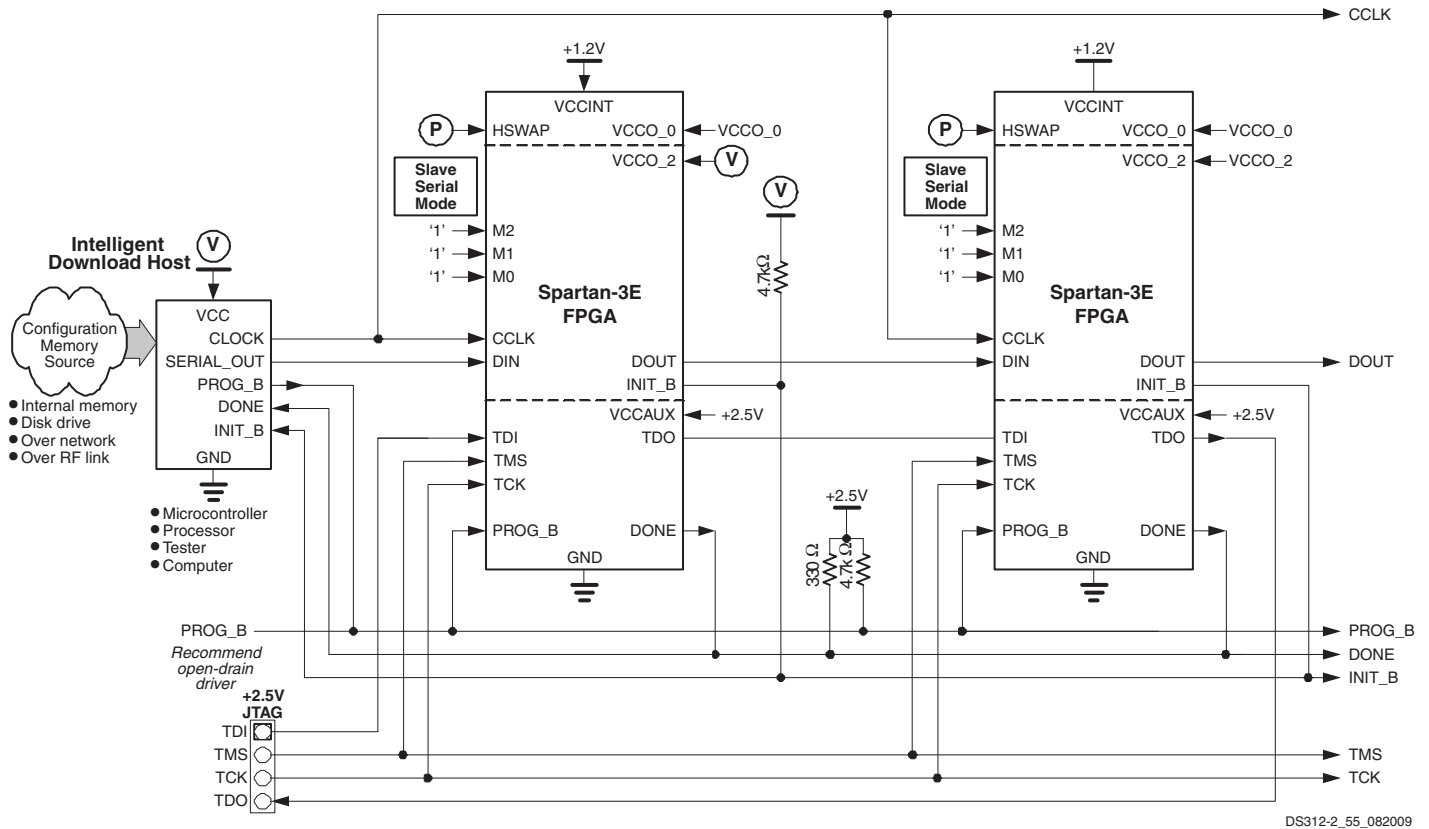 CCLK
+1.2V
+1.2V
VCCINT
HSWAP
VCCO_0
VCCO_0
P
VCCO_2
V
Slave
Serial
Mode
'1'
M2
'1'
M1
'1'
M0
Spartan-3E
FPGA
CCLK
DIN
DOUT
INIT_B
VCCAUX
+2.5V
TDI
TDO
TMS
TCK
PROG_B
DONE
GND
V
4.7kΩ
VCCINT
P
HSWAP
VCCO_0
VCCO_0
VCCO_2
VCCO_2
Slave
Serial
Mode
'1'
M2
'1'
M1
'1'
M0
Spartan-3E
FPGA
CCLK
DIN
DOUT
DOUT
INIT_B
VCCAUX
+2.5V
TDI
TDO
TMS
TCK
PROG_B
DONE
GND
Intelligent
Download Host
V
Configuration
Memory
Source
VCC
CLOCK
SERIAL_OUT
PROG_B
DONE
INIT_B
GND
● Internal memory
● Disk drive
● Over network
● Over RF link
● Microcontroller
● Processor
● Tester
● Computer
+2.5V
330 Ω
4.7k Ω
PROG_B
Recommend
open-drain
driver
PROG_B
DONE
INIT_B
+2.5V
JTAG
TDI
TMS
TMS
TCK
TCK
TDO
DS312-2_55_082009